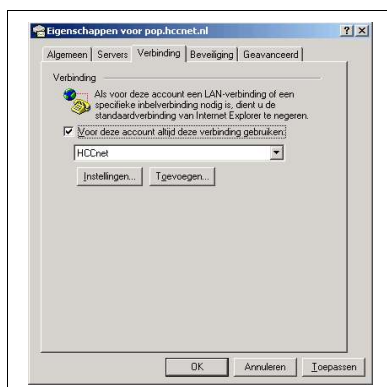 Eigenschappen voor pop.hccnet.nl
Algemeen Servers Verbinding Beveiliging Geavanceerd
Verbinding
Als voor deze account een LAN-verbinding of een
specifieke inbelverbinding nodig is, dient u de
standaardverbinding van Internet Explorer te negeren.
Voor deze account altijd deze verbinding gebruiken:
HCCnet
Instellingen... Toevoegen...
OK Annuleren Toepassen